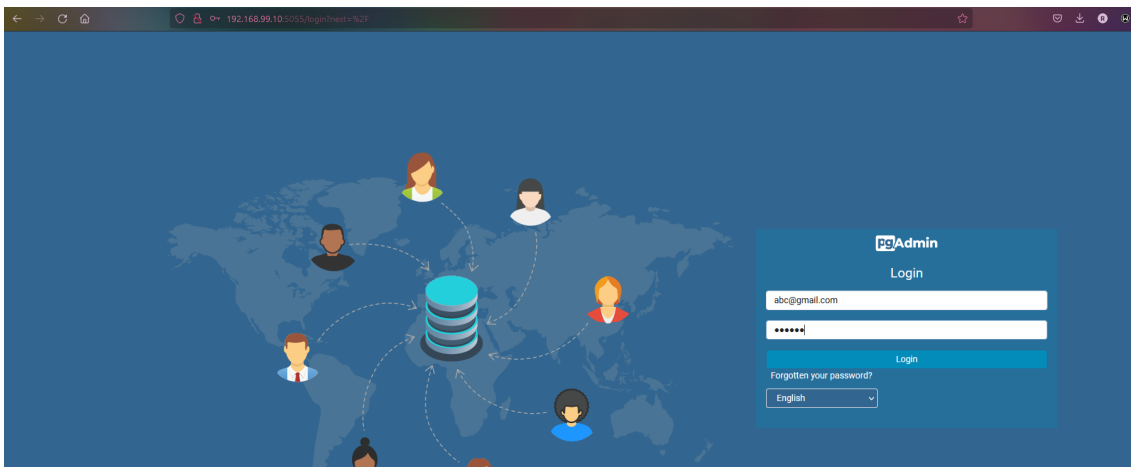 192.168.99.10:5055/login?next=%2F
pgAdmin
Login
abc@gmail.com
••••••
Login
Forgotten your password?
English